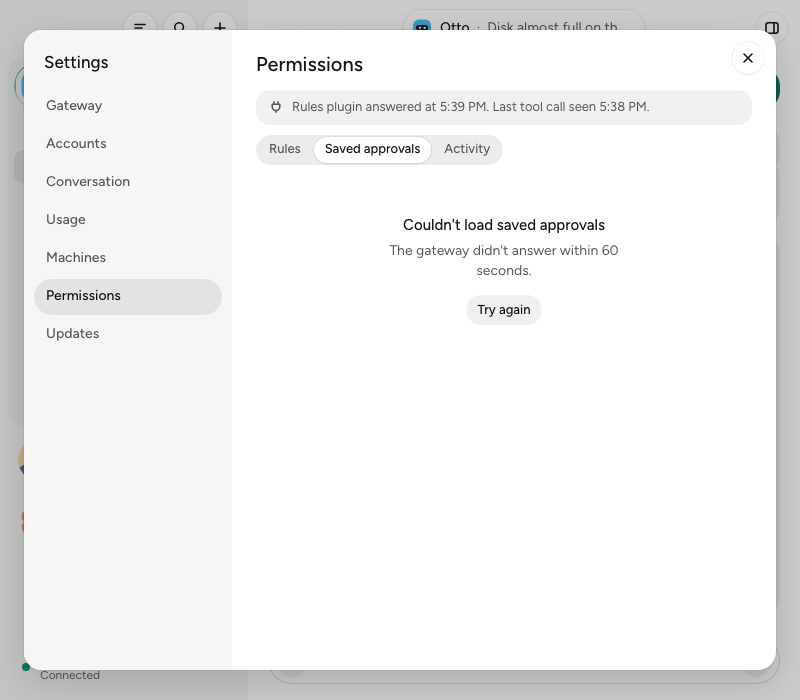 Otto · Disk almost full on th
Settings
Gateway
Accounts
Conversation
Usage
Machines
Permissions
Updates
Connected
Permissions
Rules plugin answered at 5:39 PM. Last tool call seen 5:38 PM.
Rules
Saved approvals
Activity
Couldn't load saved approvals
The gateway didn't answer within 60
seconds.
Try again